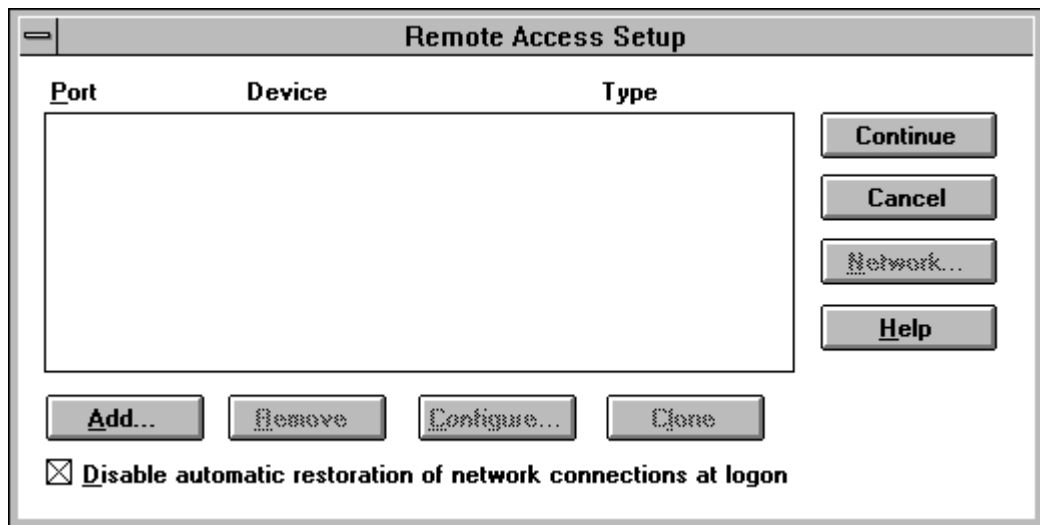 Remote Access Setup
Port Device Type
Continue
Cancel
Network...
Help
Add... Remove Configure... Clone
Disable automatic restoration of network connections at logon